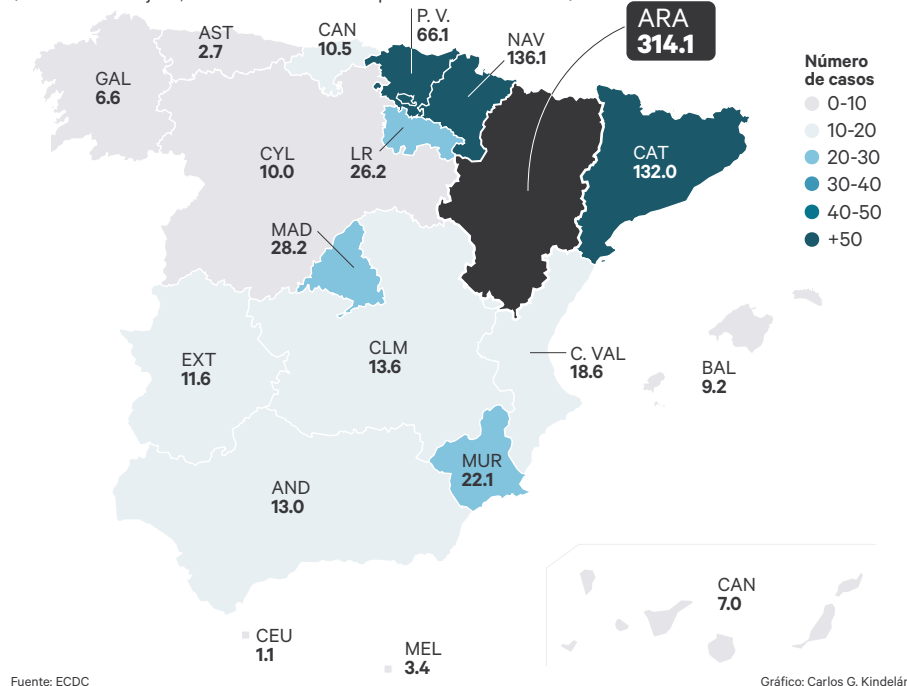 AST
2.7
CAN
10.5
P. V.
66.1
NAV
136.1
ARA
314.1
GAL
6.6
Número
de casos
0-10
10-20
20-30
30-40
40-50
+50
CYL
10.0
LR
26.2
CAT
132.0
MAD
28.2
EXT
11.6
CLM
13.6
C. VAL
18.6
BAL
9.2
MUR
22.1
AND
13.0
CAN
7.0
CEU
1.1
MEL
3.4
Fuente: ECDC
Gráfico: Carlos G. Kindelán